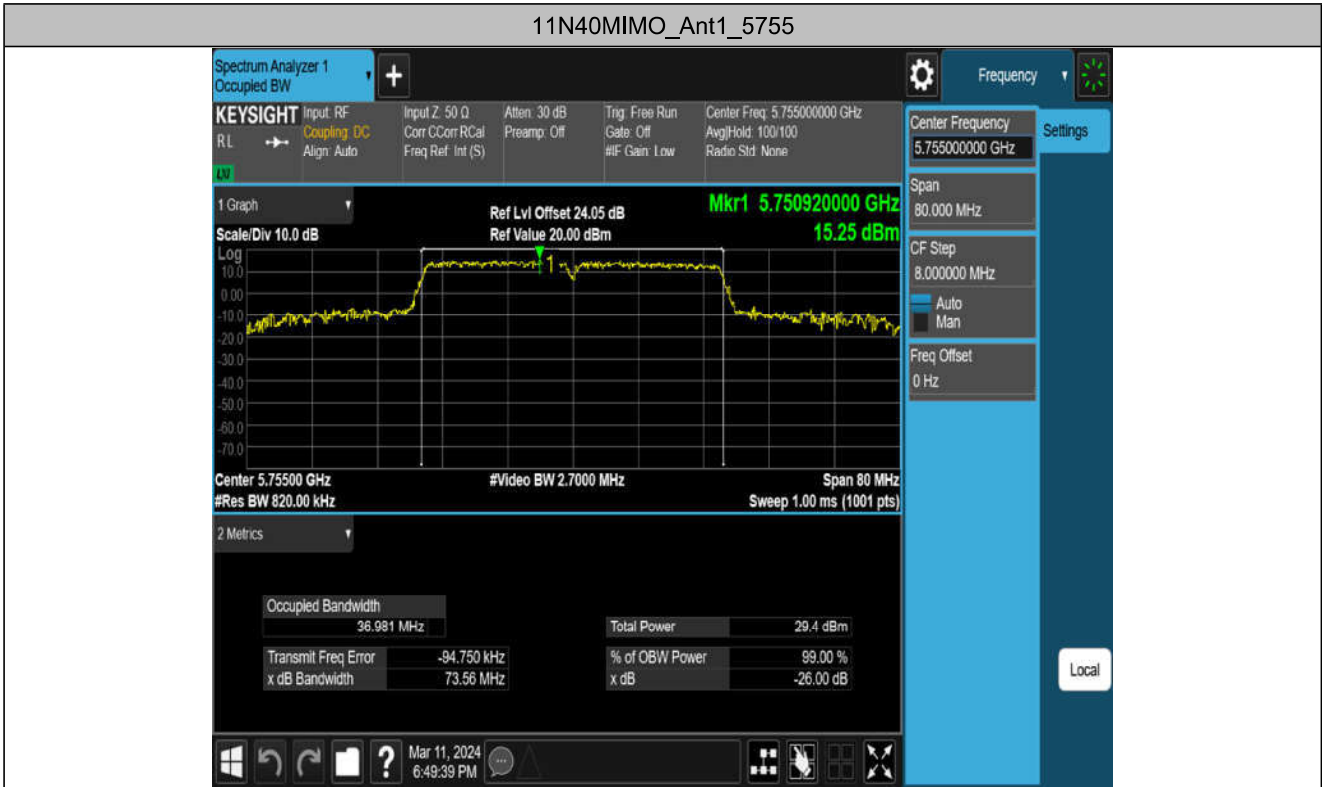 11N40MIMO_Ant1_5755
Spectrum Analyzer 1
Occupied BW
+
Frequency
KEYSIGHT
RL
LXI
Input: RF
Coupling: DC
Align: Auto
Input Z: 50 Ω
Corr CCorr RCal
Freq Ref: Int (S)
Atten: 30 dB
Preamp: Off
Trig: Free Run
Gate: Off
#IF Gain: Low
Center Freq: 5.755000000 GHz
Avg|Hold: 100/100
Radio Std: None
Center Frequency
5.755000000 GHz
Settings
Span
80.000 MHz
CF Step
8.000000 MHz
Auto
Man
Freq Offset
0 Hz
1 Graph
Scale/Div 10.0 dB
Ref Lvl Offset 24.05 dB
Ref Value 20.00 dBm
Mkr1 5.750920000 GHz
15.25 dBm
Log
10.0
0.00
-10.0
-20.0
-30.0
-40.0
-50.0
-60.0
-70.0
1
Center 5.75500 GHz
#Res BW 820.00 kHz
#Video BW 2.7000 MHz
Span 80 MHz
Sweep 1.00 ms (1001 pts)
2 Metrics
Occupied Bandwidth
36.981 MHz
Total Power 29.4 dBm
Transmit Freq Error -94.750 kHz
% of OBW Power 99.00 %
x dB Bandwidth 73.56 MHz
x dB -26.00 dB
Local
?
Mar 11, 2024
6:49:39 PM